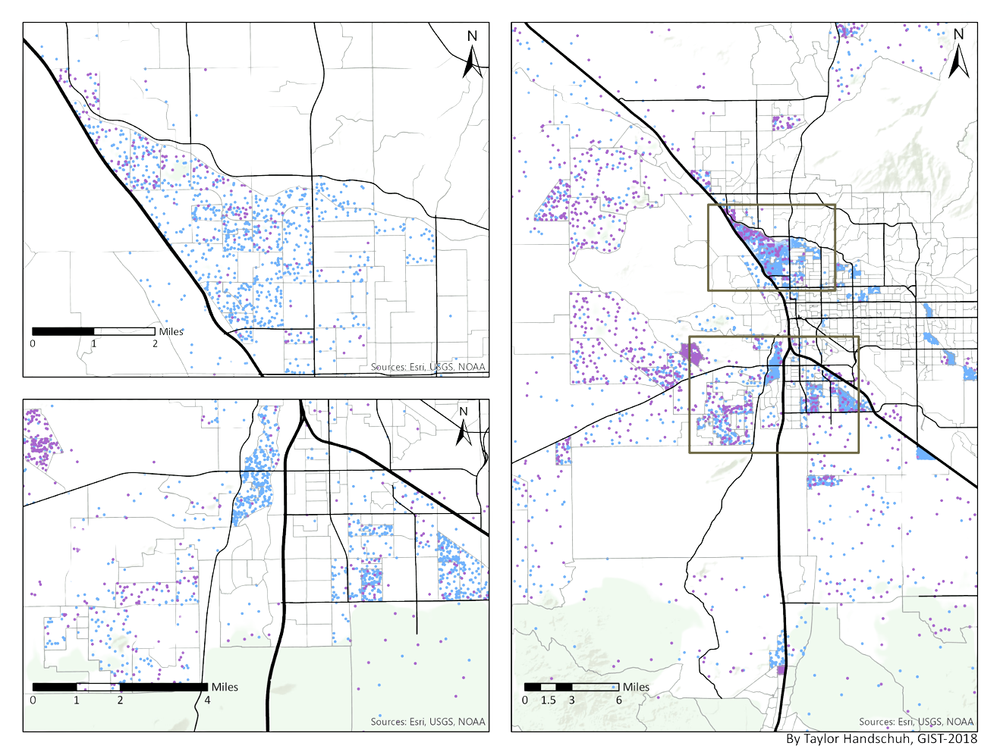 N
Miles
0 1 2
Sources: Esri, USGS, NOAA
N
Miles
0 1 2 4
Sources: Esri, USGS, NOAA
N
Miles
0 1.5 3 6
Sources: Esri, USGS, NOAA
By Taylor Handschuh, GIST-2018